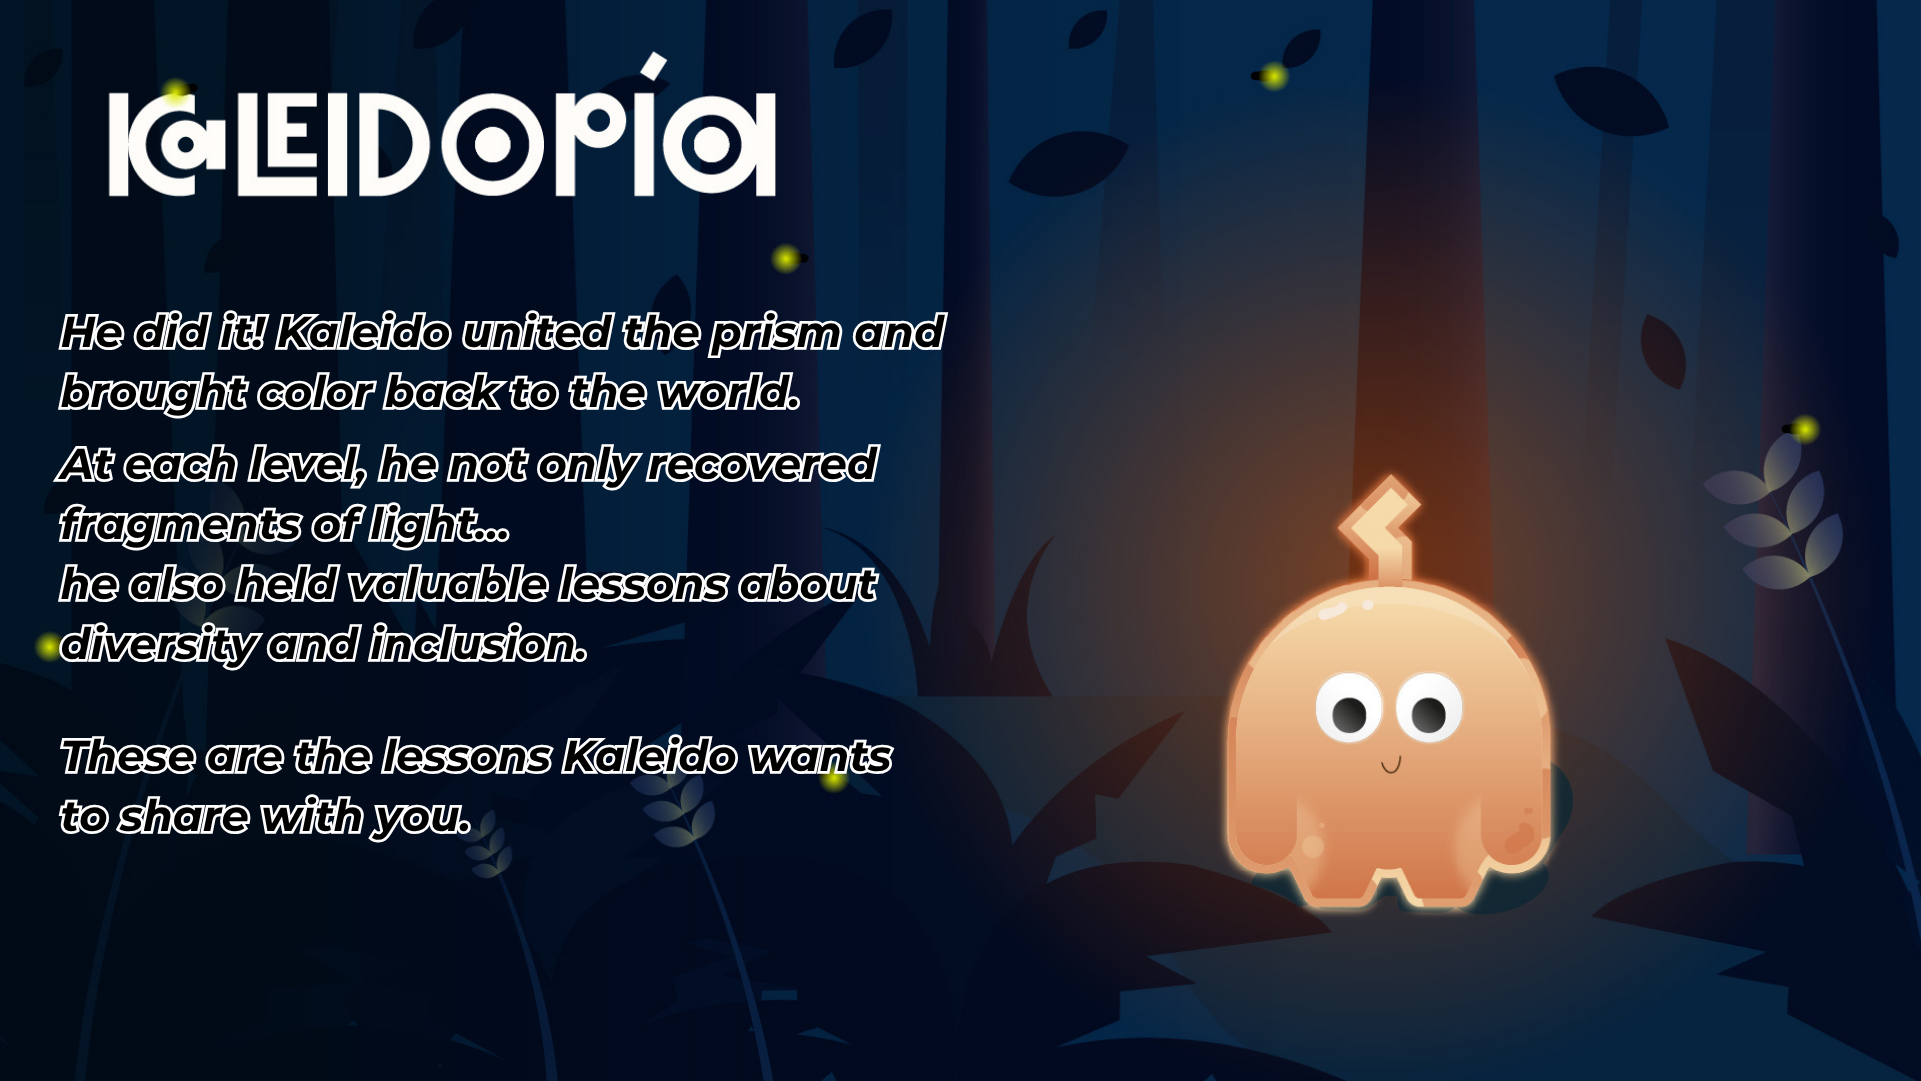 KaLEIDOPÍa
He did it! Kaleido united the prism and
brought color back to the world.
At each level, he not only recovered
fragments of light...
he also held valuable lessons about
diversity and inclusion.
These are the lessons Kaleido wants
to share with you.